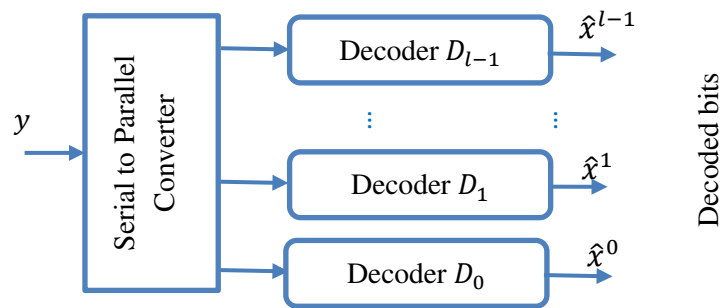 y
Serial to Parallel
Converter
Decoder D_{l-1}
x̂^{l-1}
⋮ ⋮
Decoder D_1
x̂^1
Decoder D_0
x̂^0
Decoded bits